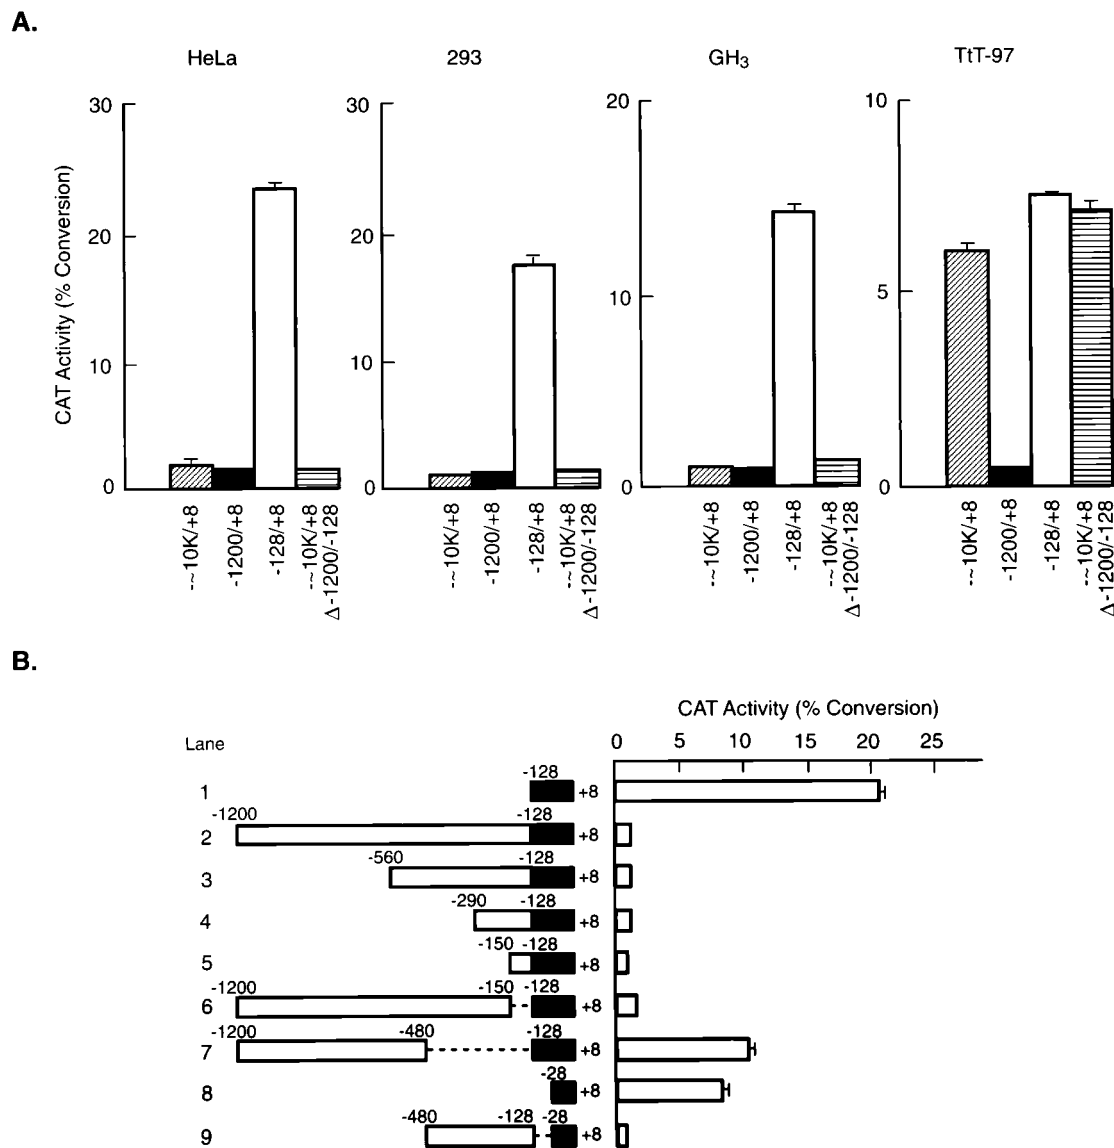 A.
HeLa 293 GH3 TtT-97
CAT Activity (% Conversion)
30 30 20 10
20 20
10 10 10 5
0 0 0 0
-~10K/+8 -1200/+8 -128/+8 -~10K/+8 Δ-1200/-128
-~10K/+8 -1200/+8 -128/+8 -~10K/+8 Δ-1200/-128
-~10K/+8 -1200/+8 -128/+8 -~10K/+8 Δ-1200/-128
-~10K/+8 -1200/+8 -128/+8 -~10K/+8 Δ-1200/-128
B.
CAT Activity (% Conversion)
Lane
0 5 10 15 20 25
-128
1 +8
-1200 -128
2 +8
-560 -128
3 +8
-290 -128
4 +8
-150 -128
5 +8
-1200 -150 -128
6 +8
-1200 -480 -128
7 +8
-28
8 +8
-480 -128 -28
9 +8